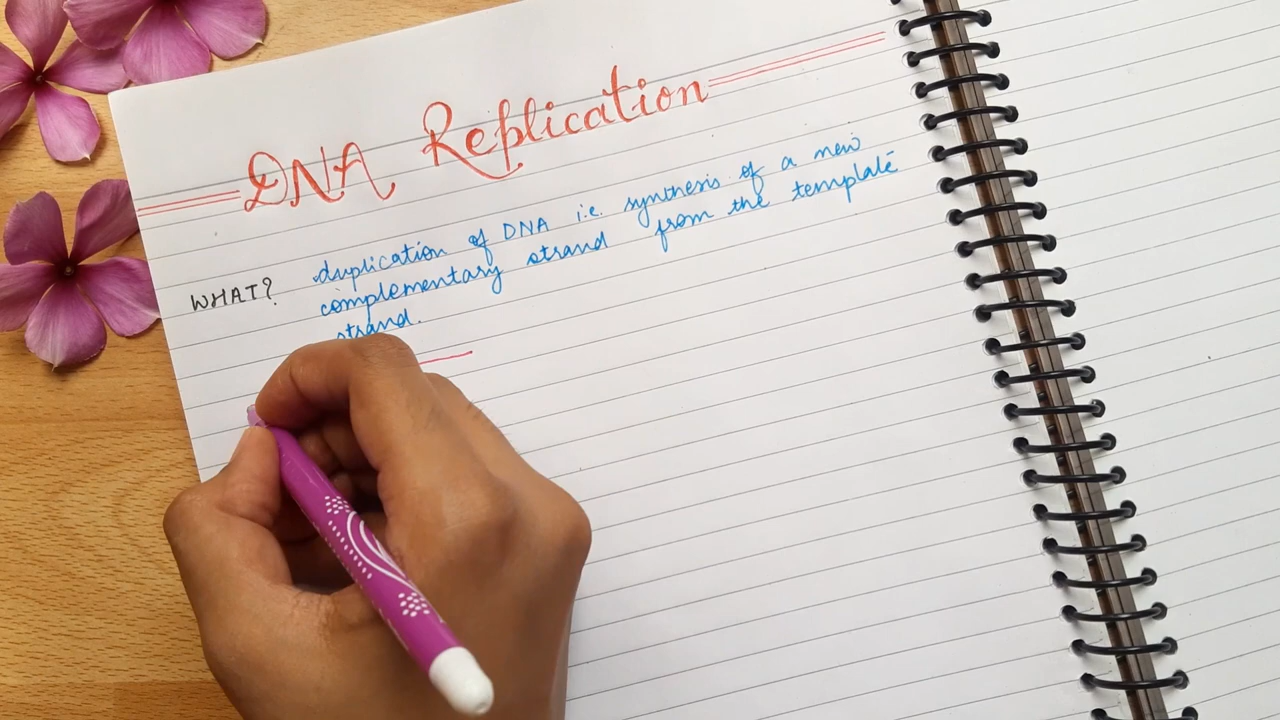 DNA Replication
WHAT? duplication of DNA i.e. synthesis of a new
complementary strand from the template
strand.